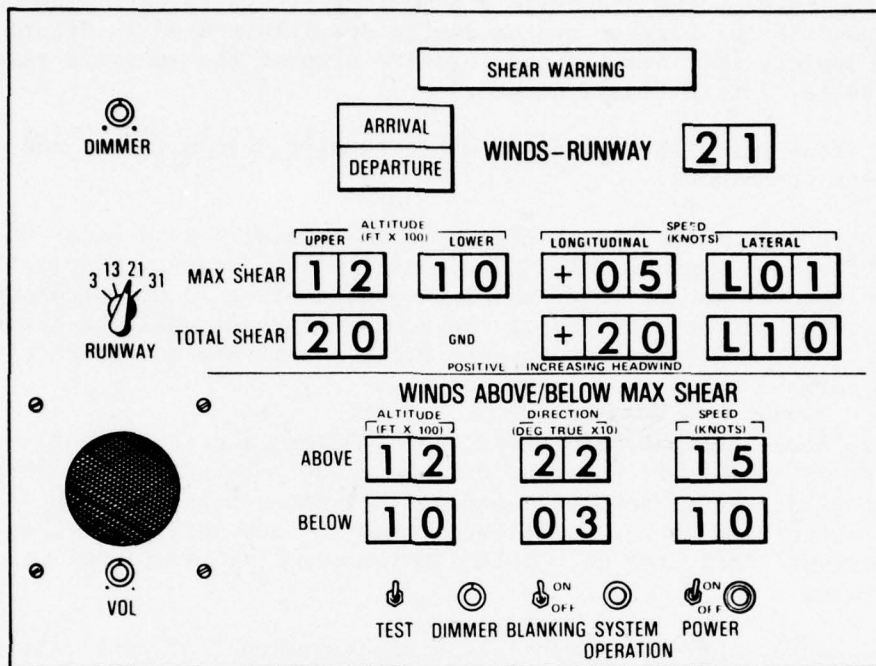 SHEAR WARNING
DIMMER
ARRIVAL
DEPARTURE
WINDS-RUNWAY 21
ALTITUDE (FT X 100)
SPEED (KNOTS)
UPPER LOWER LONGITUDINAL LATERAL
3 13 21 31
RUNWAY
MAX SHEAR 12 10 +05 L01
TOTAL SHEAR 20 GND +20 L10
POSITIVE INCREASING HEADWIND
WINDS ABOVE/BELOW MAX SHEAR
ALTITUDE DIRECTION SPEED
(FT X 100) (DEG TRUE X10) (KNOTS)
ABOVE 12 22 15
BELOW 10 03 10
VOL
ON ON
OFF OFF
TEST DIMMER BLANKING SYSTEM POWER
OPERATION